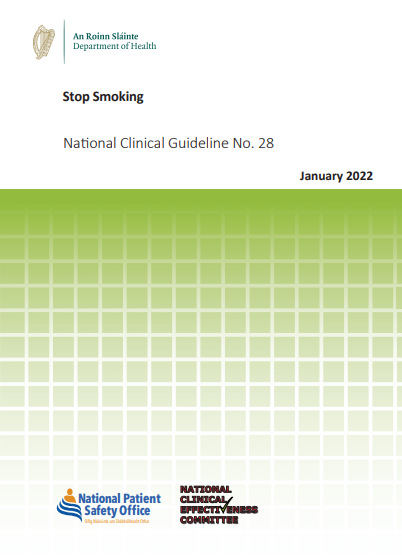 An Roinn Sláinte
Department of Health
Stop Smoking
National Clinical Guideline No. 28
January 2022
National Patient
Safety Office
NATIONAL
CLINICAL
EFFECTIVENESS
COMMITTEE